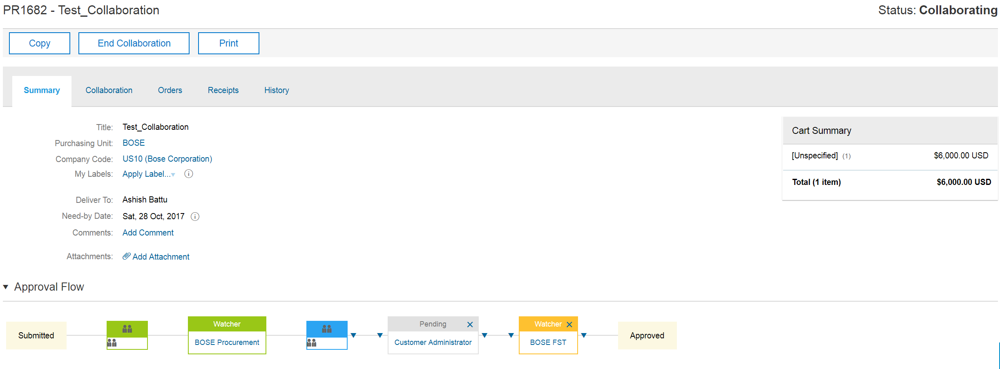 PR1682 - Test_Collaboration
Status: Collaborating
Copy
End Collaboration
Print
Summary
Collaboration
Orders
Receipts
History
Title: Test_Collaboration
Purchasing Unit: BOSE
Company Code: US10 (Bose Corporation)
My Labels: Apply Label...
Deliver To: Ashish Battu
Need-by Date: Sat, 28 Oct, 2017
Comments: Add Comment
Attachments: Add Attachment
Cart Summary
[Unspecified] (1) $6,000.00 USD
Total (1 item) $6,000.00 USD
Approval Flow
Submitted
Watcher
BOSE Procurement
Pending
Customer Administrator
Watcher
BOSE FST
Approved